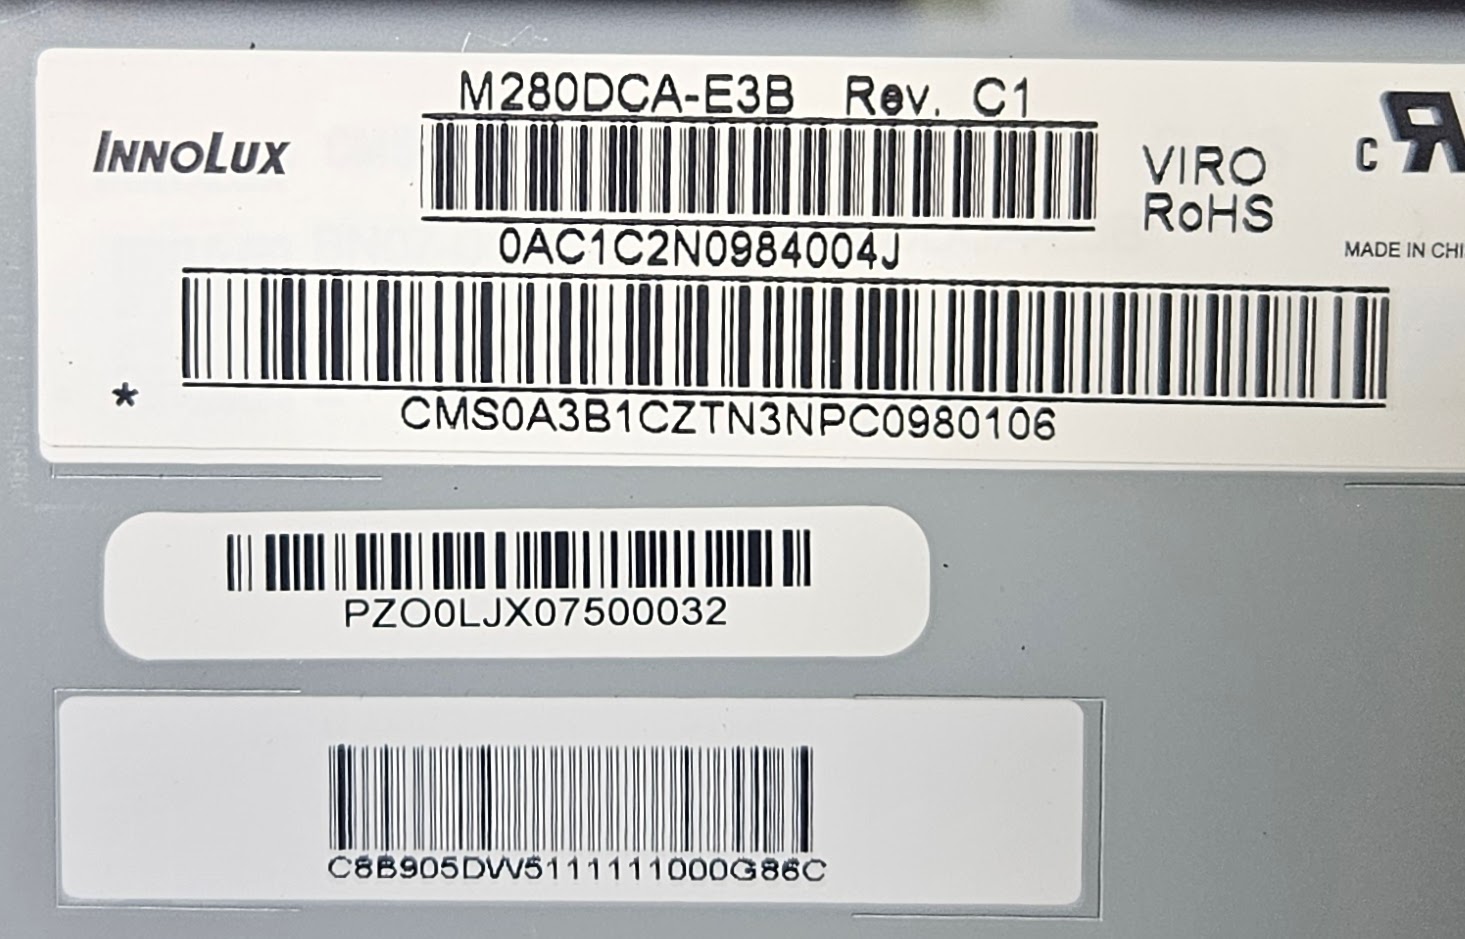 M280DCA-E3B Rev. C1
INNOLUX
VIRO
RoHS
c
MADE IN CHI
0AC1C2N0984004J
*
CMS0A3B1CZTN3NPC0980106
PZO0LJX07500032
C8B905DW5111111000G86C